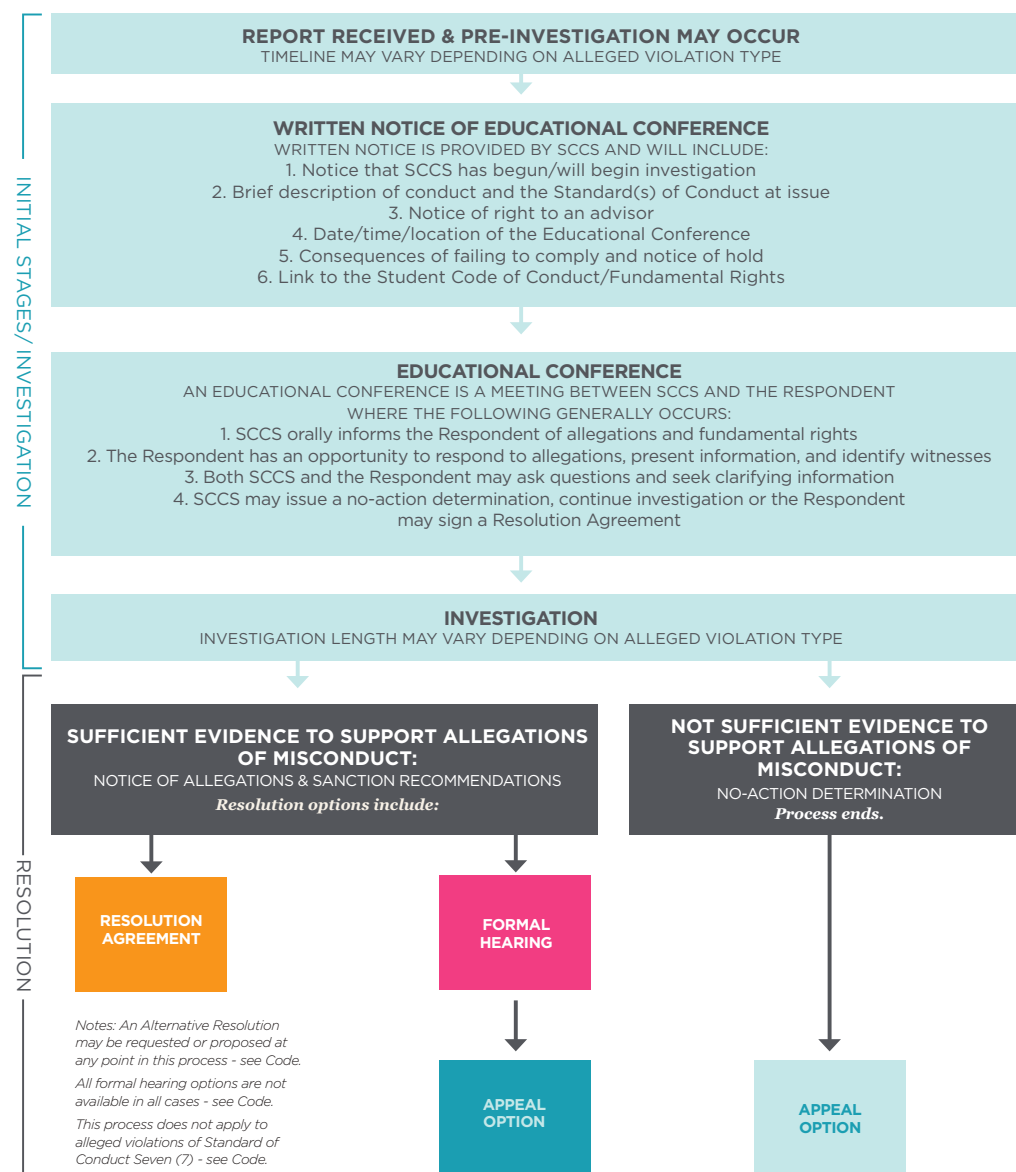 REPORT RECEIVED & PRE-INVESTIGATION MAY OCCUR
TIMELINE MAY VARY DEPENDING ON ALLEGED VIOLATION TYPE
WRITTEN NOTICE OF EDUCATIONAL CONFERENCE
WRITTEN NOTICE IS PROVIDED BY SCCS AND WILL INCLUDE:
1. Notice that SCCS has begun/will begin investigation
2. Brief description of conduct and the Standard(s) of Conduct at issue
3. Notice of right to an advisor
4. Date/time/location of the Educational Conference
5. Consequences of failing to comply and notice of hold
6. Link to the Student Code of Conduct/Fundamental Rights
INITIAL STAGES/ INVESTIGATION
EDUCATIONAL CONFERENCE
AN EDUCATIONAL CONFERENCE IS A MEETING BETWEEN SCCS AND THE RESPONDENT
WHERE THE FOLLOWING GENERALLY OCCURS:
1. SCCS orally informs the Respondent of allegations and fundamental rights
2. The Respondent has an opportunity to respond to allegations, present information, and identify witnesses
3. Both SCCS and the Respondent may ask questions and seek clarifying information
4. SCCS may issue a no-action determination, continue investigation or the Respondent
may sign a Resolution Agreement
INVESTIGATION
INVESTIGATION LENGTH MAY VARY DEPENDING ON ALLEGED VIOLATION TYPE
SUFFICIENT EVIDENCE TO SUPPORT ALLEGATIONS
OF MISCONDUCT:
NOTICE OF ALLEGATIONS & SANCTION RECOMMENDATIONS
Resolution options include:
NOT SUFFICIENT EVIDENCE TO
SUPPORT ALLEGATIONS OF
MISCONDUCT:
NO-ACTION DETERMINATION
Process ends.
RESOLUTION
RESOLUTION
AGREEMENT
FORMAL
HEARING
Notes: An Alternative Resolution
may be requested or proposed at
any point in this process - see Code.
All formal hearing options are not
available in all cases - see Code.
This process does not apply to
alleged violations of Standard of
Conduct Seven (7) - see Code.
APPEAL
OPTION
APPEAL
OPTION